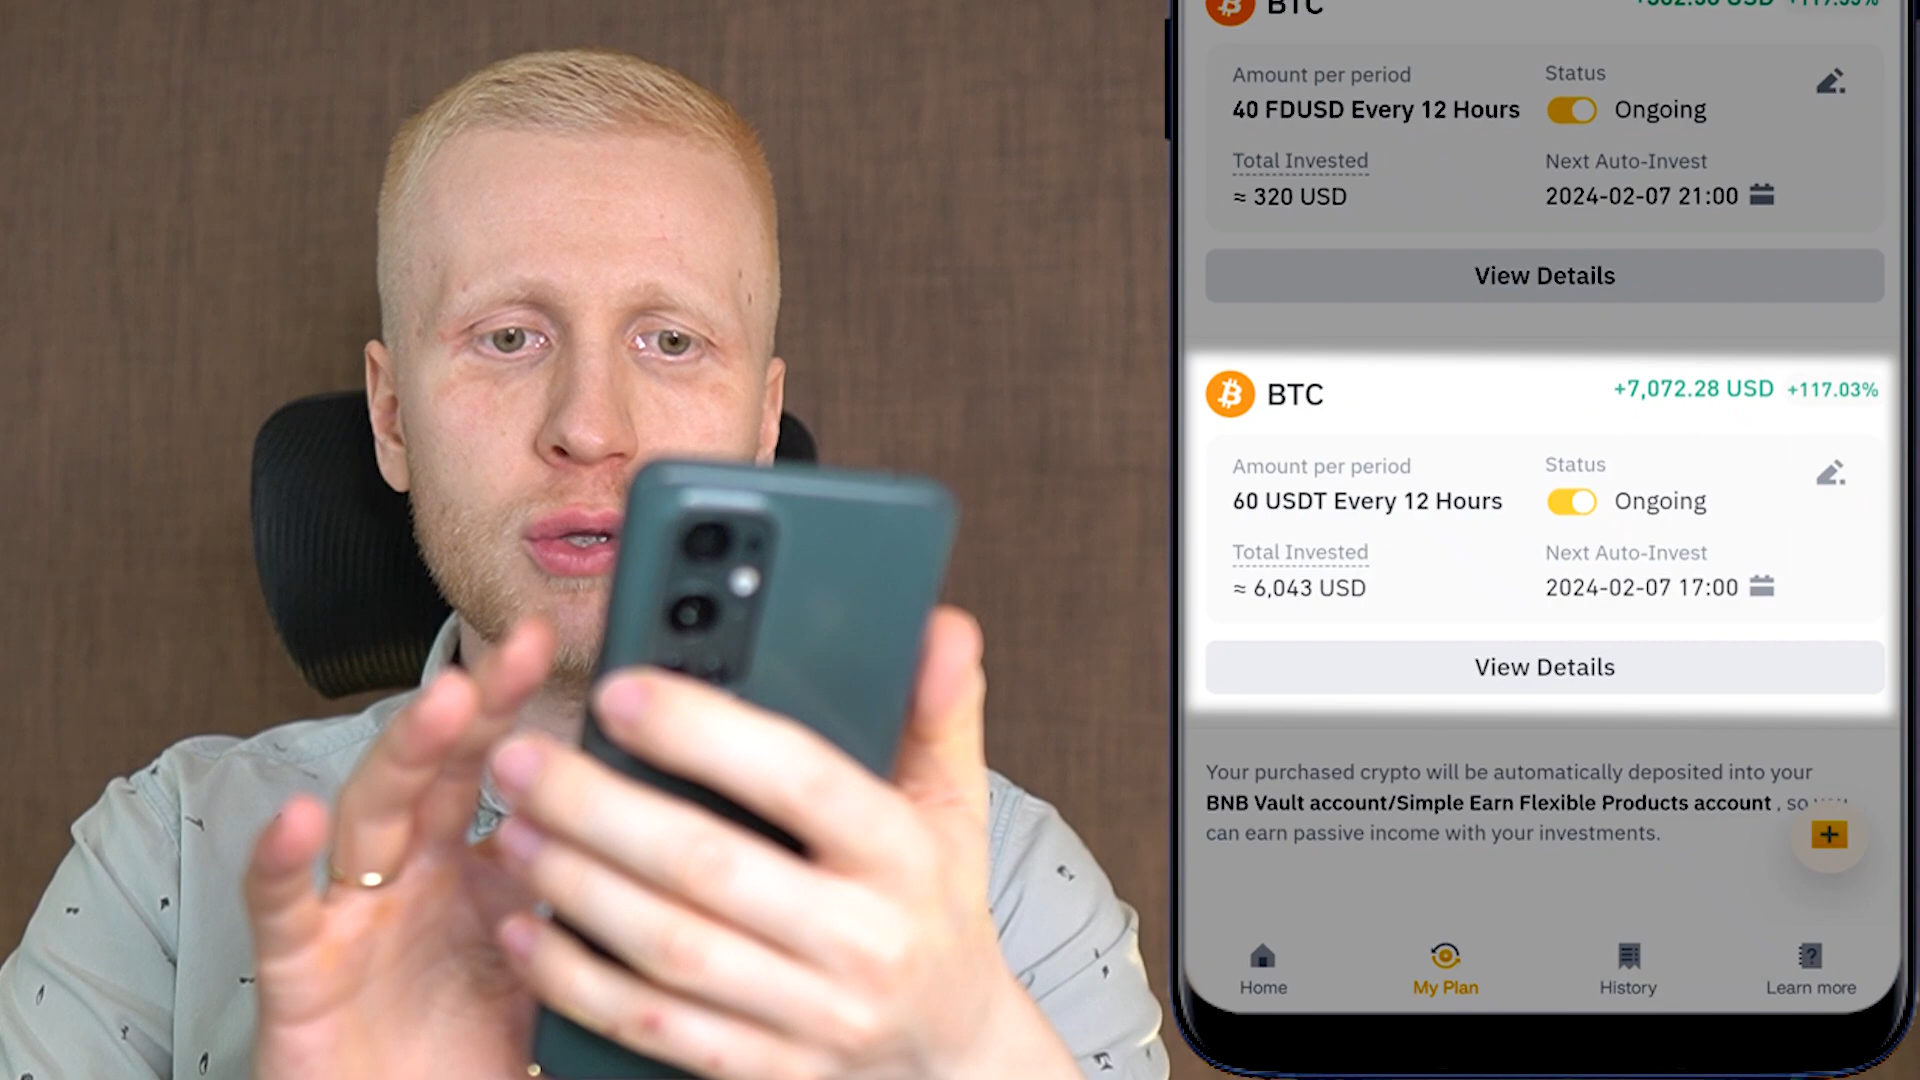 BTC
Amount per period
Status
40 FDUSD Every 12 Hours
Ongoing
Total Invested
Next Auto-Invest
≈ 320 USD
2024-02-07 21:00
View Details
BTC
+7,072.28 USD +117.03%
Amount per period
Status
60 USDT Every 12 Hours
Ongoing
Total Invested
Next Auto-Invest
≈ 6,043 USD
2024-02-07 17:00
View Details
Your purchased crypto will be automatically deposited into your
BNB Vault account/Simple Earn Flexible Products account , so
can earn passive income with your investments.
Home
My Plan
History
Learn more